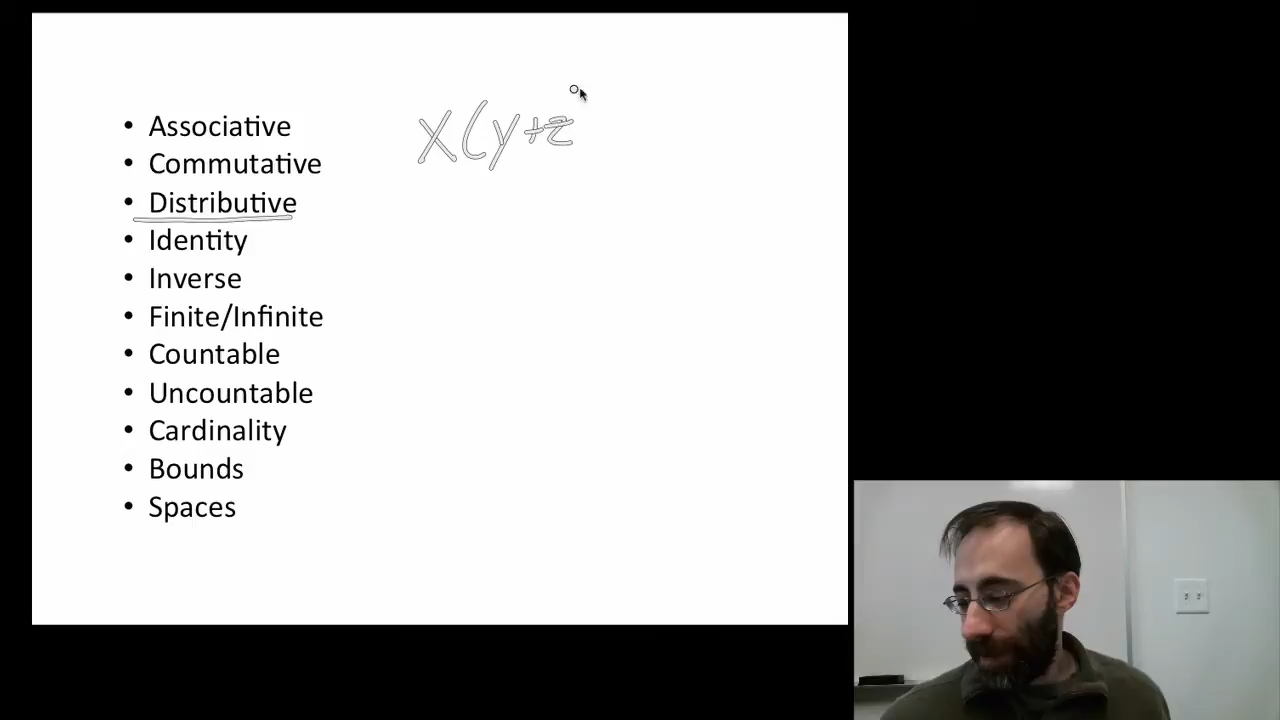 • Associative
• Commutative
• Distributive
• Identity
• Inverse
• Finite/Infinite
• Countable
• Uncountable
• Cardinality
• Bounds
• Spaces
x(y+z